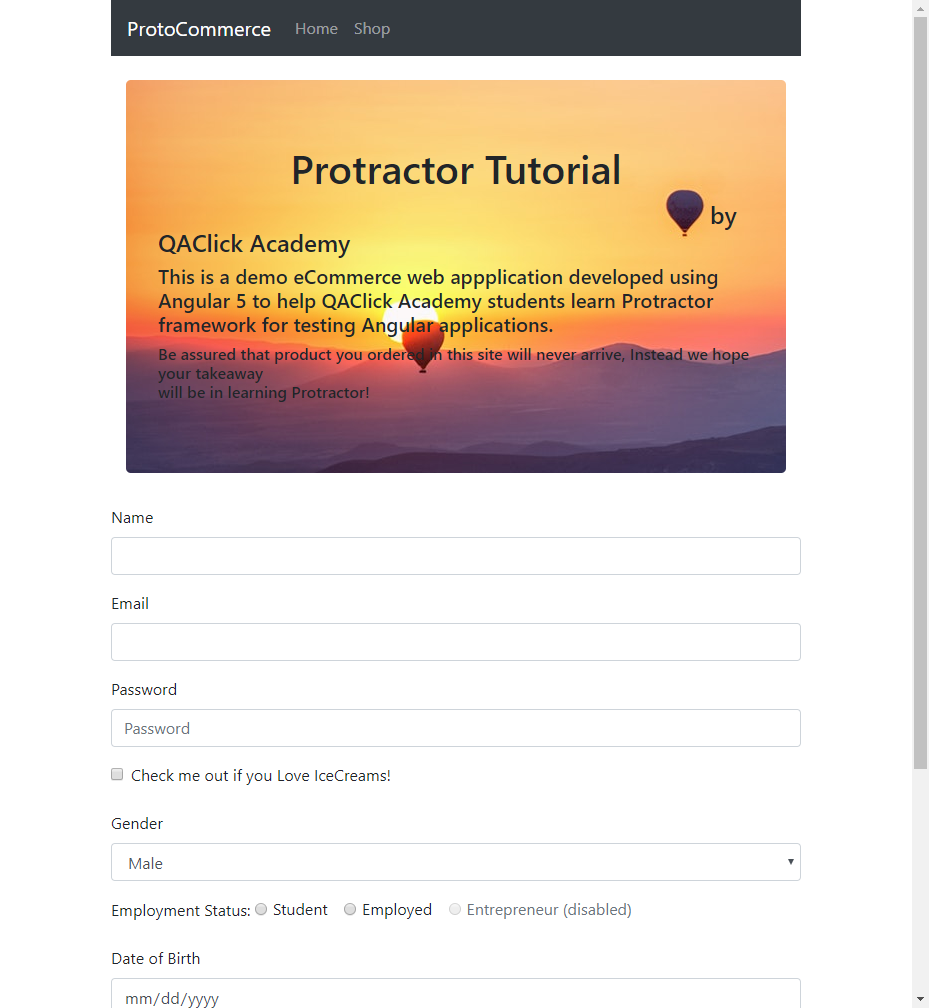 ProtoCommerce Home Shop
Protractor Tutorial
by
QAClick Academy
This is a demo eCommerce web appplication developed using
Angular 5 to help QAClick Academy students learn Protractor
framework for testing Angular applications.
Be assured that product you ordered in this site will never arrive, Instead we hope
your takeaway
will be in learning Protractor!
Name
Email
Password
Password
Check me out if you Love IceCreams!
Gender
Male
Employment Status: Student Employed Entrepreneur (disabled)
Date of Birth
mm/dd/yyyy